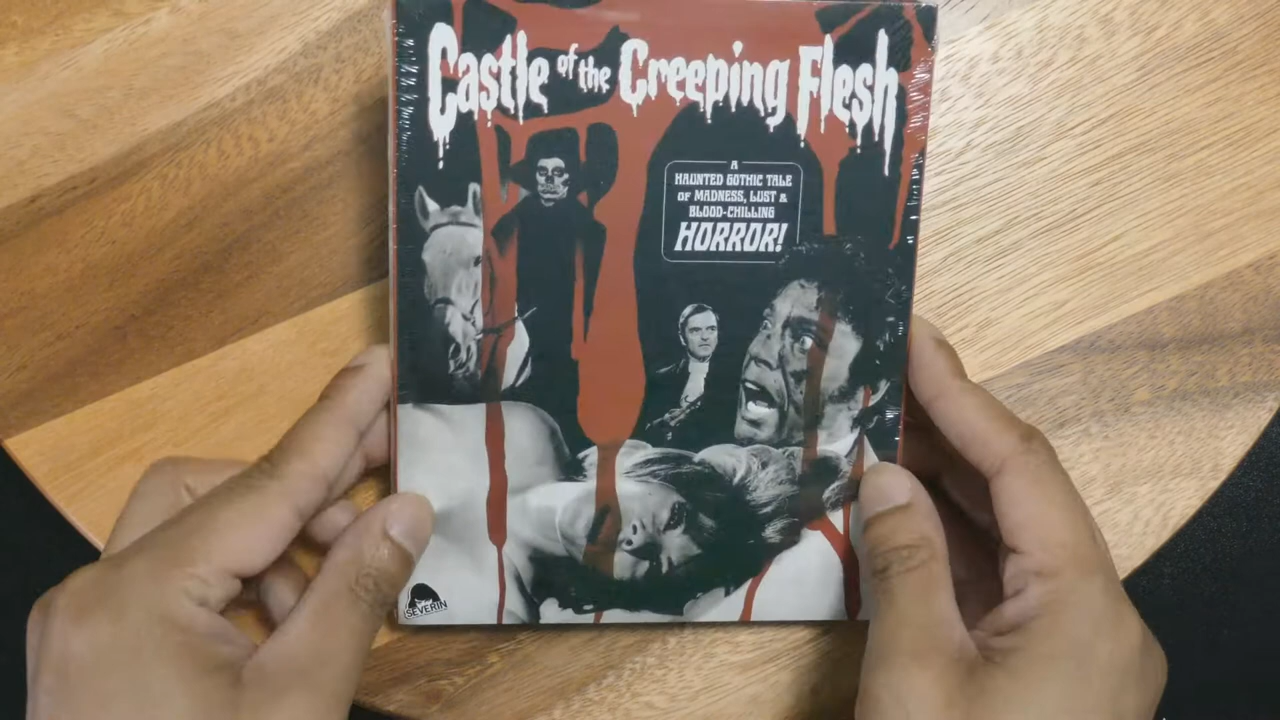 Castle of the Creeping Flesh
A
HAUNTED GOTHIC TALE
OF MADNESS, LUST &
BLOOD-CHILLING
HORROR!
SEVERIN